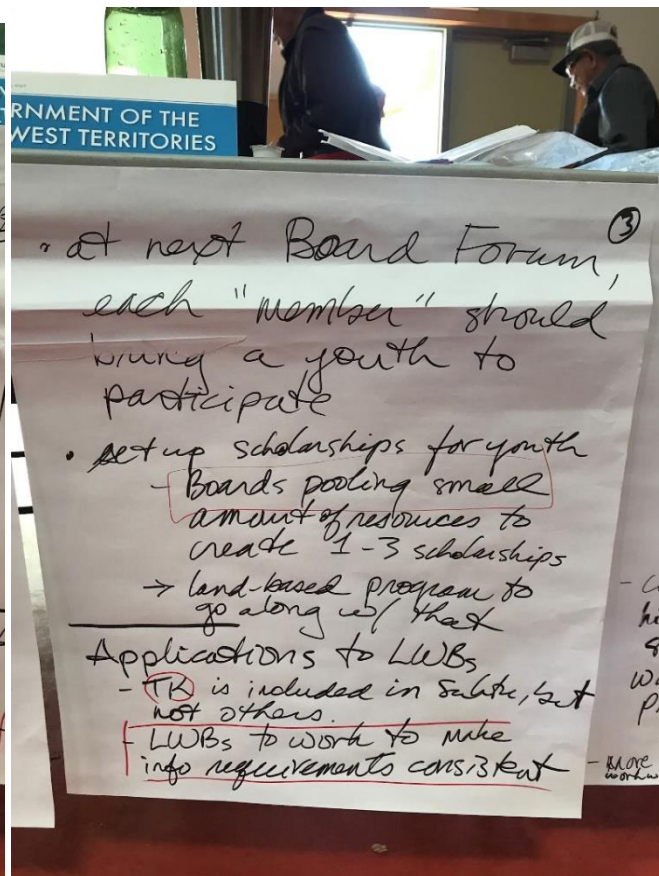 RNMENT OF THE
WEST TERRITORIES
3
• at next Board Forum,
each "member" should
bring a youth to
participate
• set up scholarships for youth
- Boards pooling small
amount of resources to
create 1-3 scholarships
→ land-based program to
go along w/ that
Applications to LWBs
- TK is included in Sahtu, but
not others.
- LWBs to work to make
info requirements consistent
- more